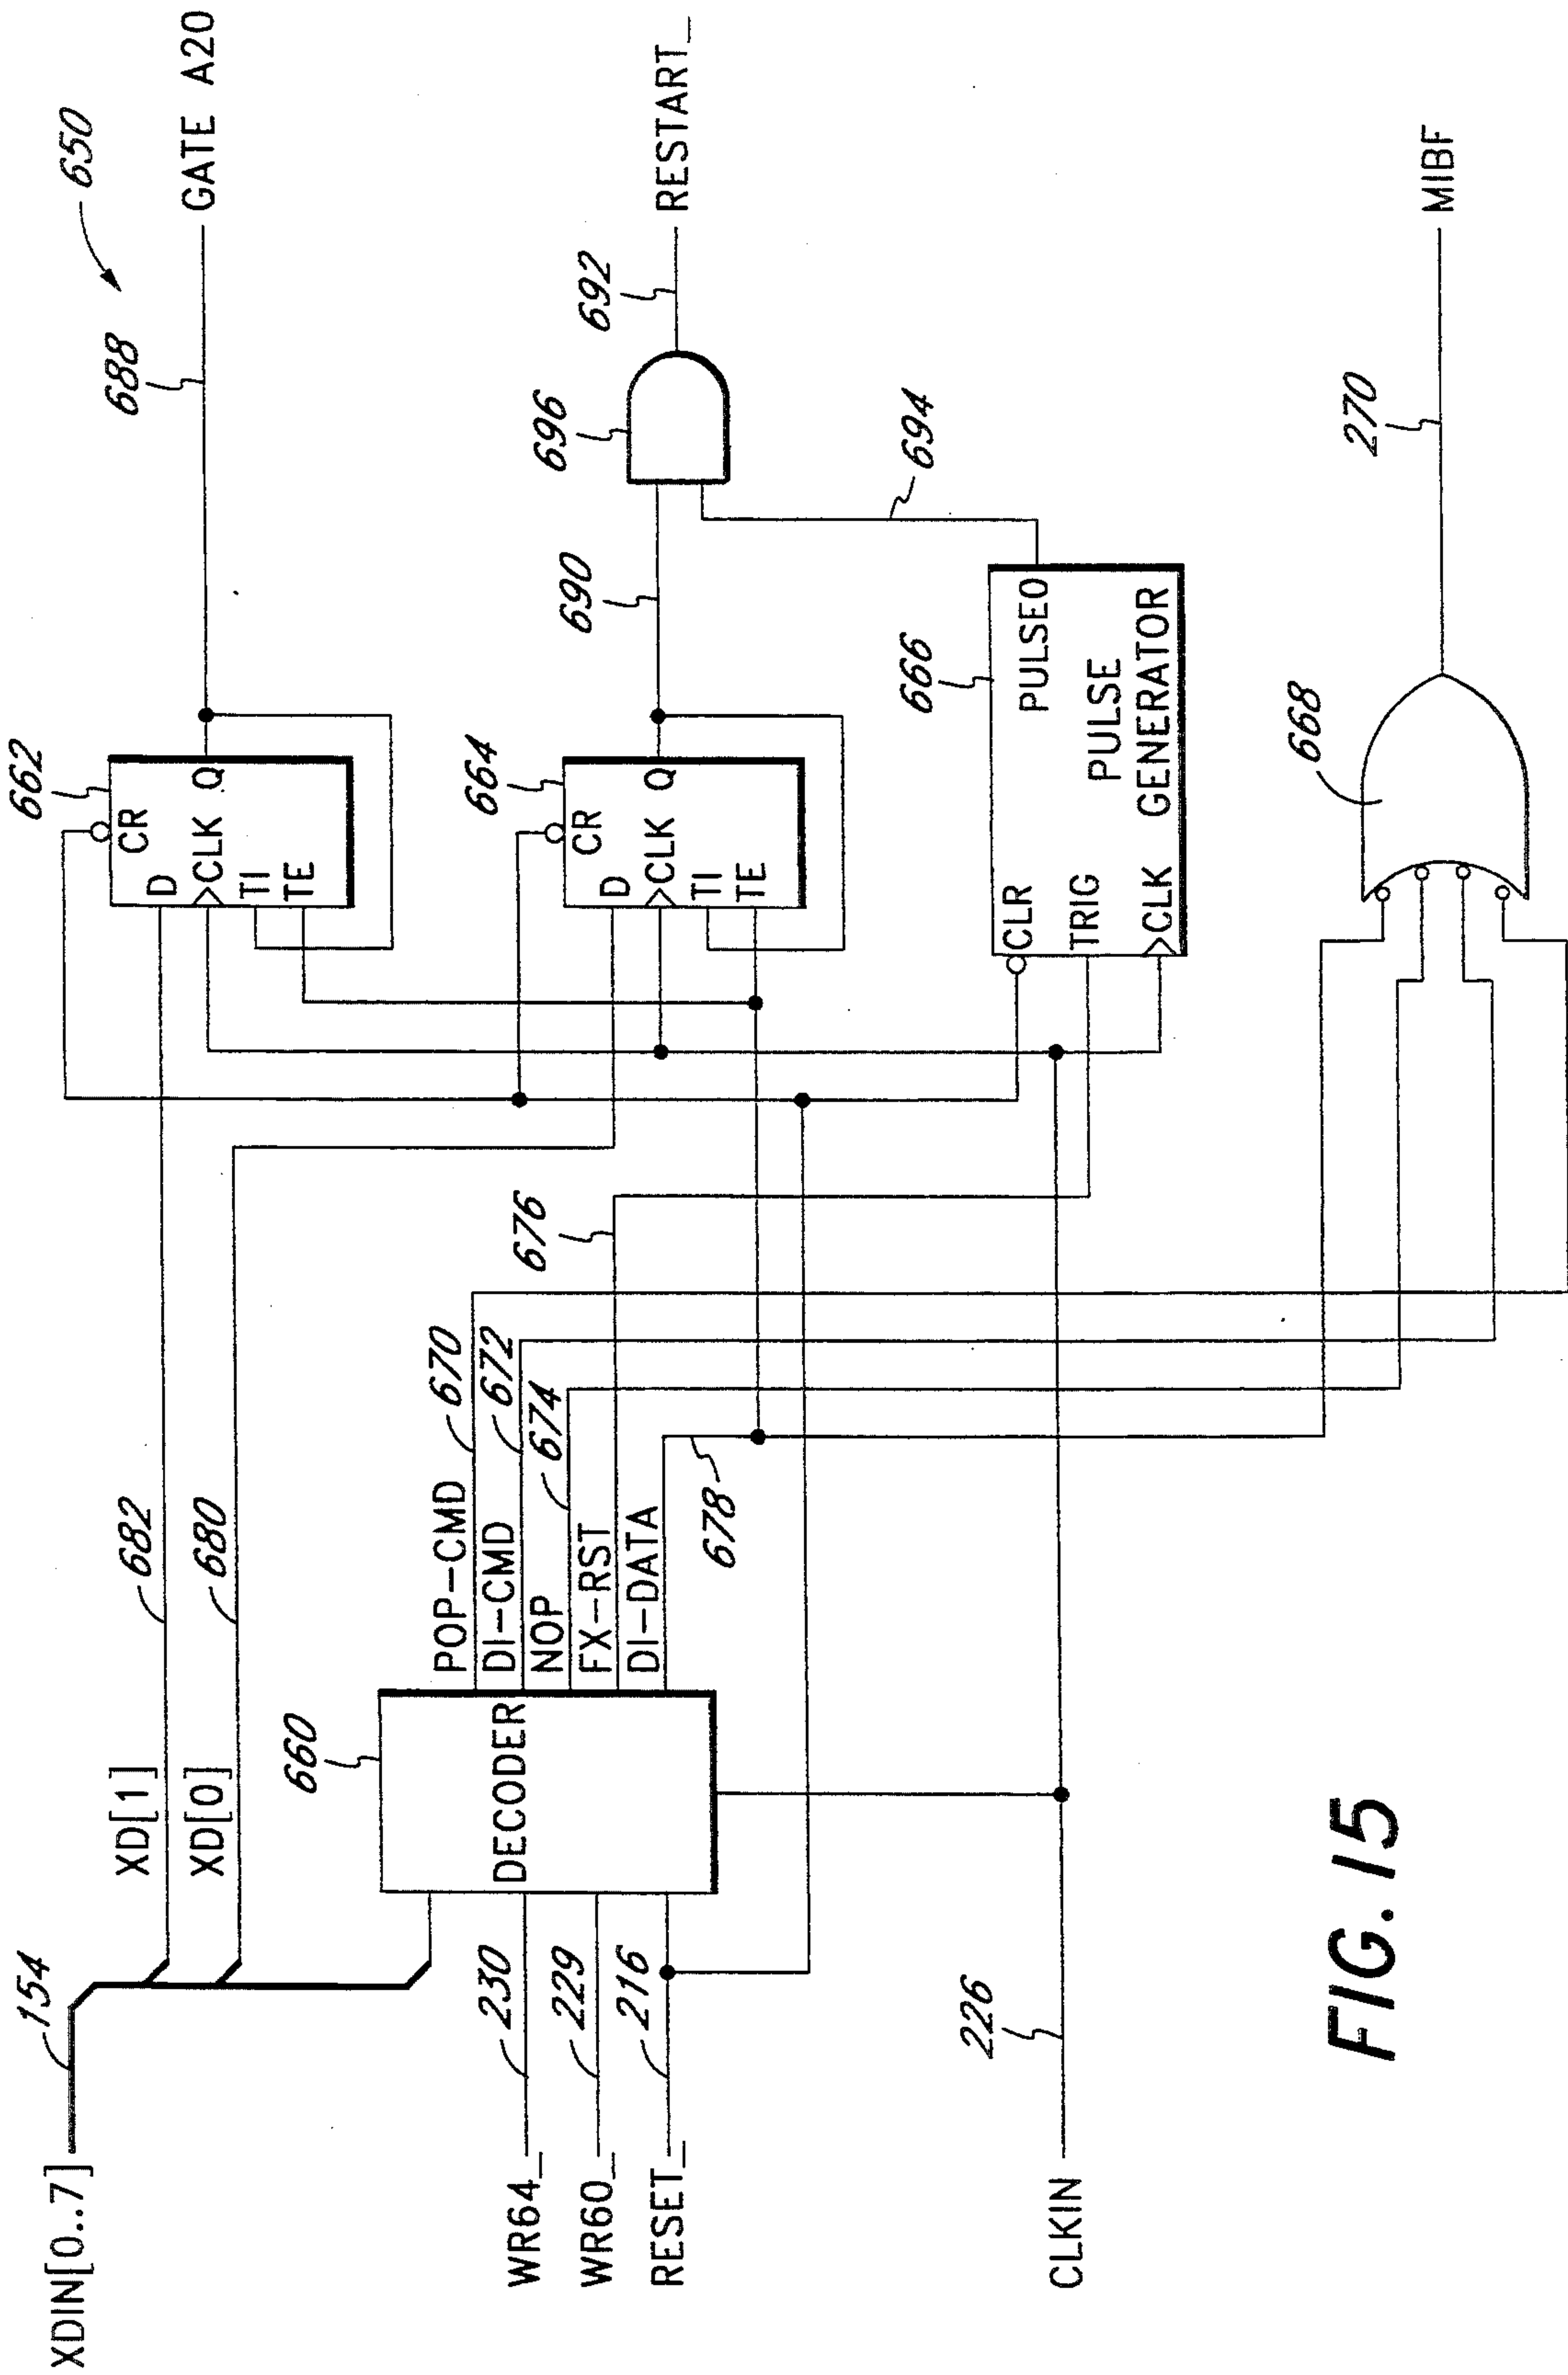 650
XDIN[0..7]
154
XD[1]
682
XD[0]
680
662
CR
D
CLK Q
TI
TE
688
GATE A20
660
DECODER
WR64_
230
WR60_
229
RESET_
216
POP-CMD
670
DI-CMD
672
NOP
674
FX-RST
676
DI-DATA
678
664
CR
D
CLK Q
TI
TE
690
696
692
RESTART_
694
666
CLR
TRIG
CLK
PULSEO
PULSE
GENERATOR
CLKIN
226
668
270
MIBF
FIG. 15